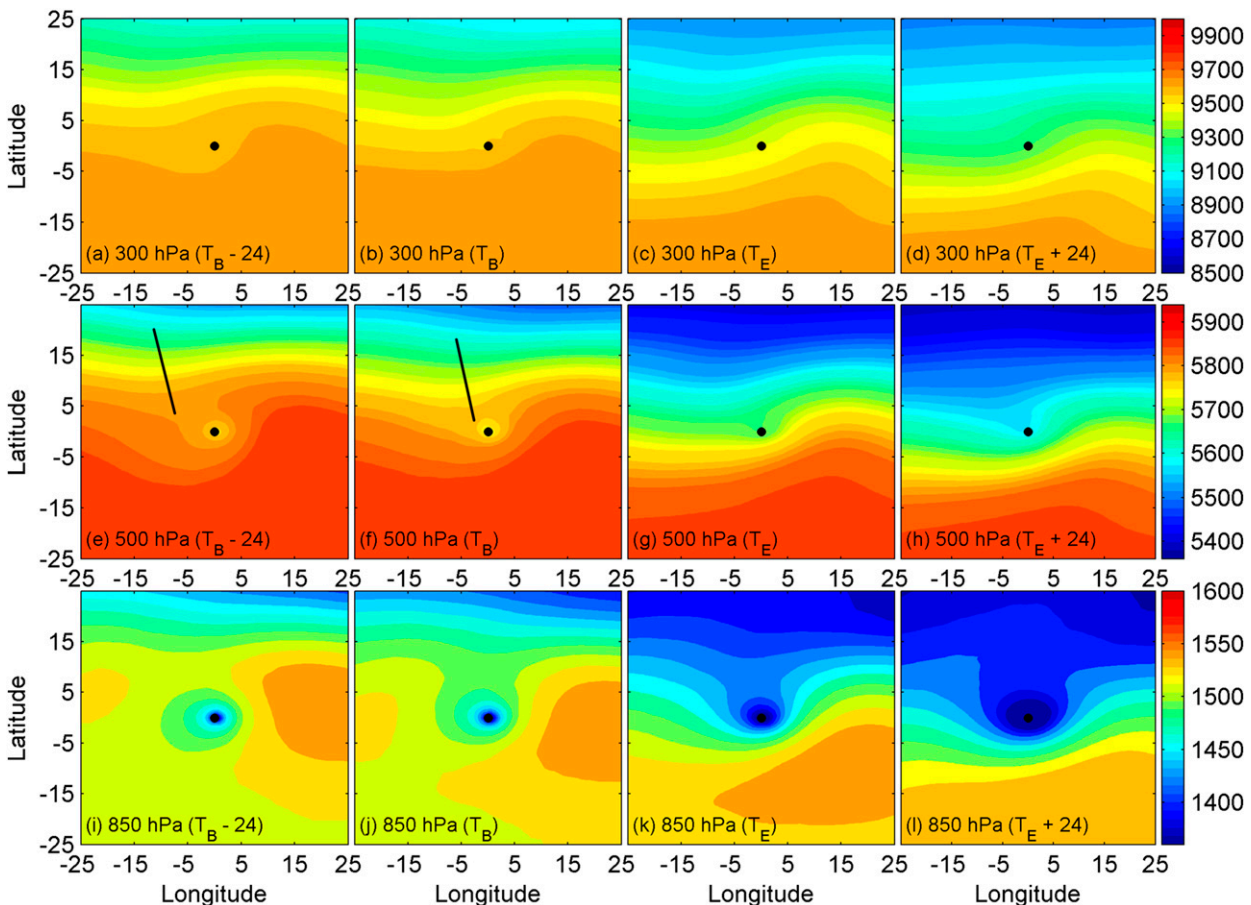 25
15
5
-5
-15
-25
Latitude
(a) 300 hPa (T_B - 24)
(b) 300 hPa (T_B)
(c) 300 hPa (T_E)
(d) 300 hPa (T_E + 24)
9900
9700
9500
9300
9100
8900
8700
8500
-25 -15 -5 5 15 25
-15 -5 5 15 25
-15 -5 5 15 25
-15 -5 5 15 25
15
5
-5
-15
-25
Latitude
(e) 500 hPa (T_B - 24)
(f) 500 hPa (T_B)
(g) 500 hPa (T_E)
(h) 500 hPa (T_E + 24)
5900
5800
5700
5600
5500
5400
-25 -15 -5 5 15 25
-15 -5 5 15 25
-15 -5 5 15 25
-15 -5 5 15 25
15
5
-5
-15
-25
Latitude
(i) 850 hPa (T_B - 24)
(j) 850 hPa (T_B)
(k) 850 hPa (T_E)
(l) 850 hPa (T_E + 24)
1600
1550
1500
1450
1400
-25 -15 -5 5 15 25
-15 -5 5 15 25
-15 -5 5 15 25
-15 -5 5 15 25
Longitude
Longitude
Longitude
Longitude